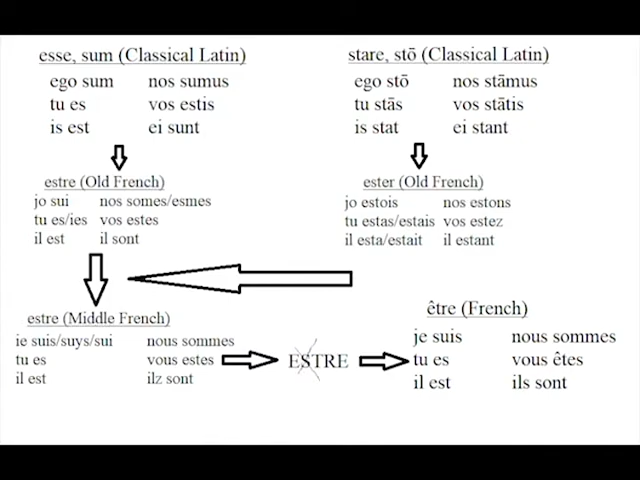 esse, sum (Classical Latin)
ego sum nos sumus
tu es vos estis
is est ei sunt
stare, stō (Classical Latin)
ego stō nos stāmus
tu stās vos stātis
is stat ei stant
estre (Old French)
jo sui nos somes/esmes
tu es/ies vos estes
il est il sont
ester (Old French)
jo estois nos estons
tu estas/estais vos estez
il esta/estait il estant
estre (Middle French)
ie suis/suys/sui nous sommes
tu es vous estes
il est ilz sont
ESTRE
être (French)
je suis nous sommes
tu es vous êtes
il est ils sont